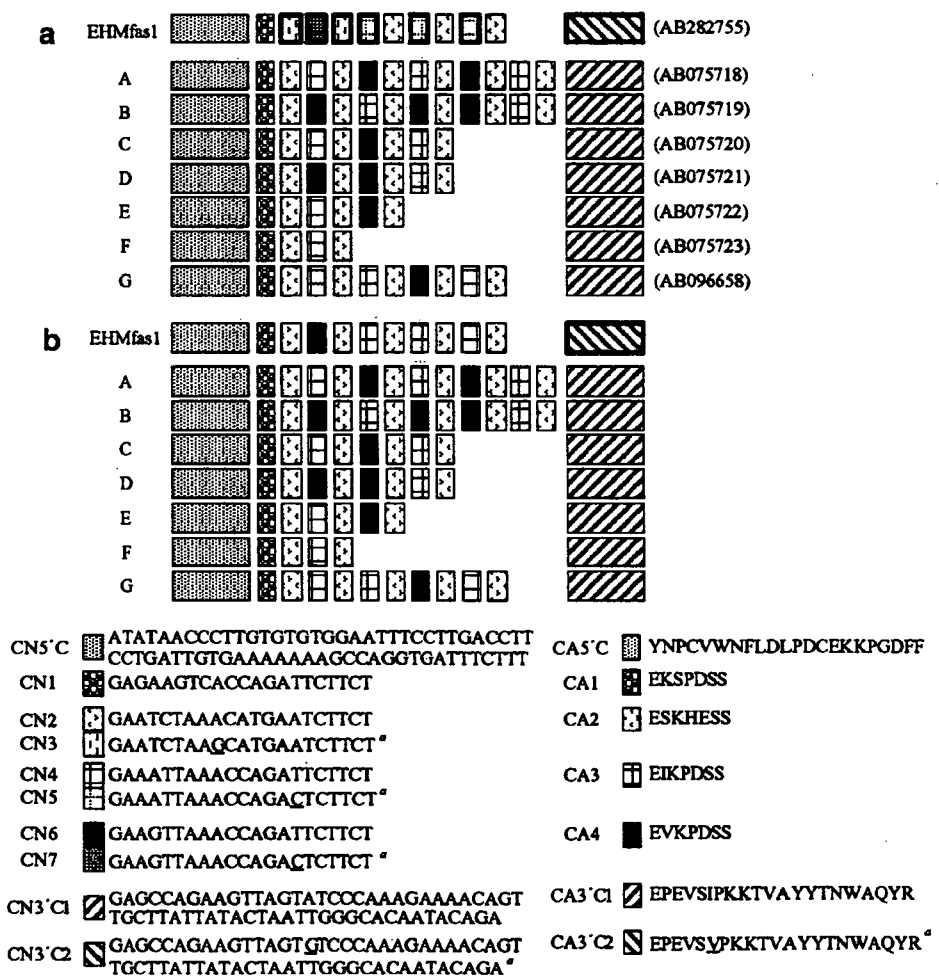 a
EHMfas1 (AB282755)
A (AB075718)
B (AB075719)
C (AB075720)
D (AB075721)
E (AB075722)
F (AB075723)
G (AB096658)
b
EHMfas1
A
B
C
D
E
F
G
CN5'C ATATAACCCTTGTGTGTGGAATTTCCTTGACCTT
CCTGATTGTGAAAAAAAGCCAGGTGATTTCTTT
CN1 GAGAAGTCACCAGATTCTTCT
CN2 GAATCTAAACATGAATCTTCT
CN3 GAATCTAAGCATGAATCTTCT a
CN4 GAAATTAAACCAGATTCTTCT
CN5 GAAATTAAACCAGACTCTTCT a
CN6 GAAGTTAAACCAGATTCTTCT
CN7 GAAGTTAAACCAGACTCTTCT a
CN3'C1 GAGCCAGAAGTTAGTATCCCAAAGAAAACAGT
TGCTTATTATACTAATTGGGCACAATACAGA
CN3'C2 GAGCCAGAAGTTAGTGTCCCAAAGAAAACAGT
TGCTTATTATACTAATTGGGCACAATACAGA a
CA5'C YNPCVWNFLDLPDCEKKPGDFF
CA1 EKSPDSS
CA2 ESKHESS
CA3 EIKPDSS
CA4 EVKPDSS
CA3'C1 EPEVSIPKKTVAYYTNWAQYR
CA3'C2 EPEVSVPKKTVAYYTNWAQYR a